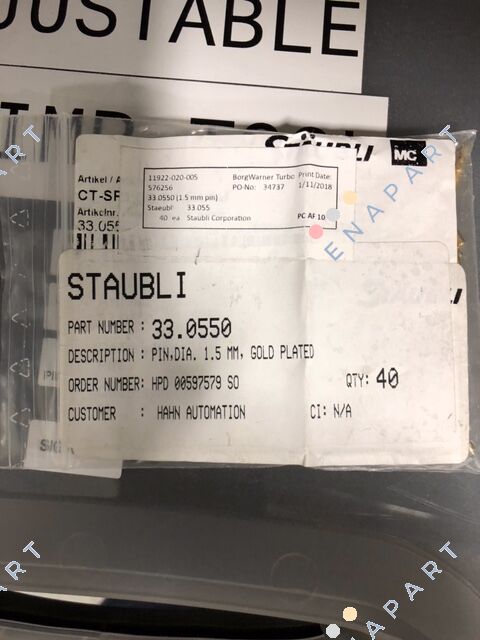 JUSTABLE
STÄUBLI MC
Artikel / A
CT-SF
Artikelnr.
33.055
11922-020-005 BorgWarner Turbo Print Date:
576256 PO-No: 34737 1/11/2018
33.0550 (1.5 mm pin)
Staeubl 33.055
40 ea Staubli Corporation PC AF 10
STAUBLI
PART NUMBER : 33.0550
DESCRIPTION : PIN,DIA. 1.5 MM, GOLD PLATED
ORDER NUMBER: HPD 00597579 SO QTY: 40
CUSTOMER : HAHN AUTOMATION CI: N/A
ENAPART
ENAPART